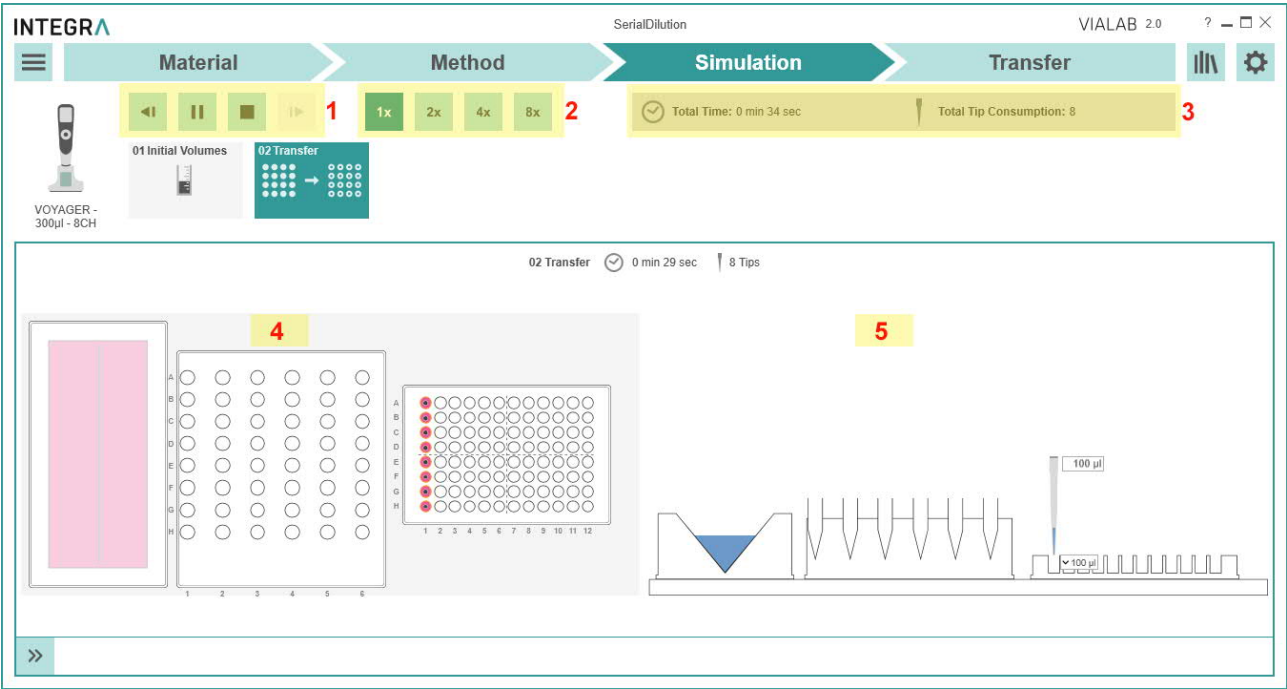 INTEGRA SerialDilution VIALAB 2.0 ?
Material Method Simulation Transfer
1 1x 2x 4x 8x 2 Total Time: 0 min 34 sec Total Tip Consumption: 8 3
01 Initial Volumes 02 Transfer
VOYAGER -
300µl - 8CH
02 Transfer 0 min 29 sec 8 Tips
4 5
A
B
C
D
E
F
G
H
1 2 3 4 5 6
A
B
C
D
E
F
G
H
1 2 3 4 5 6 7 8 9 10 11 12
100 µl
100 µl